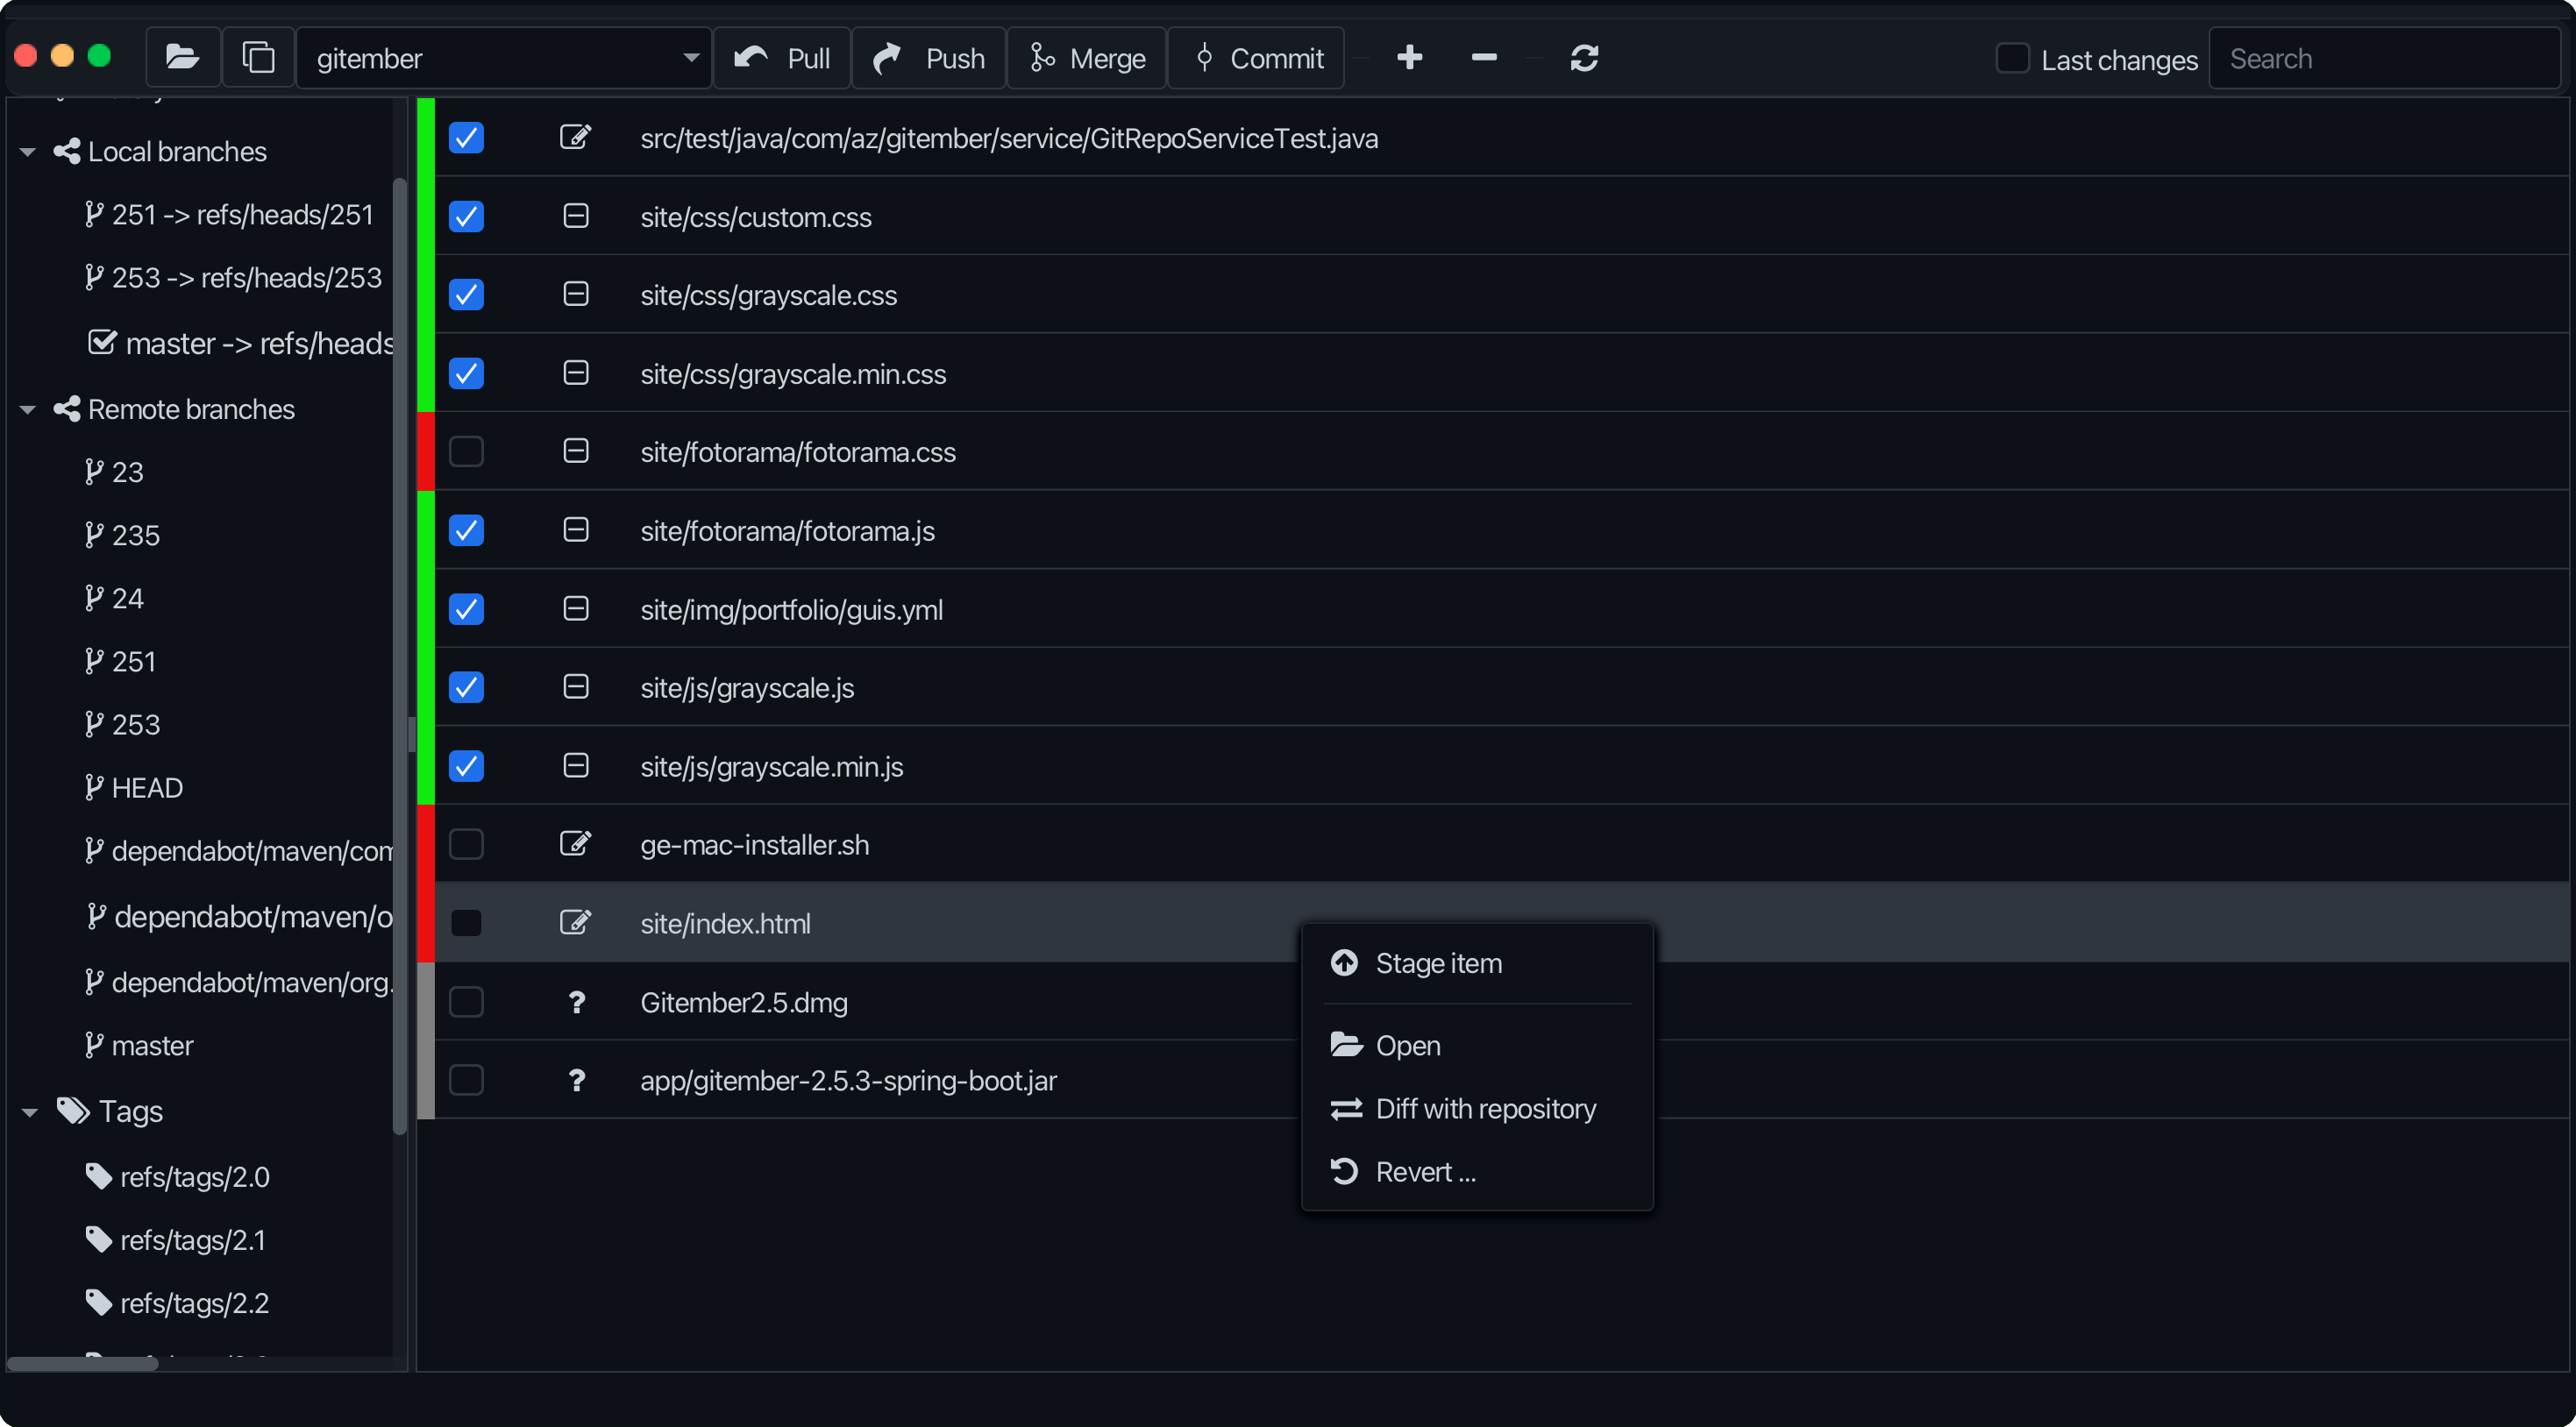 gitember
Pull
Push
Merge
Commit
Last changes
Search
Local branches
251 -> refs/heads/251
253 -> refs/heads/253
master -> refs/heads
Remote branches
23
235
24
251
253
HEAD
dependabot/maven/com
dependabot/maven/o
dependabot/maven/org.
master
Tags
refs/tags/2.0
refs/tags/2.1
refs/tags/2.2
src/test/java/com/az/gitember/service/GitRepoServiceTest.java
site/css/custom.css
site/css/grayscale.css
site/css/grayscale.min.css
site/fotorama/fotorama.css
site/fotorama/fotorama.js
site/img/portfolio/guis.yml
site/js/grayscale.js
site/js/grayscale.min.js
ge-mac-installer.sh
site/index.html
? Gitember2.5.dmg
? app/gitember-2.5.3-spring-boot.jar
Stage item
Open
Diff with repository
Revert ...